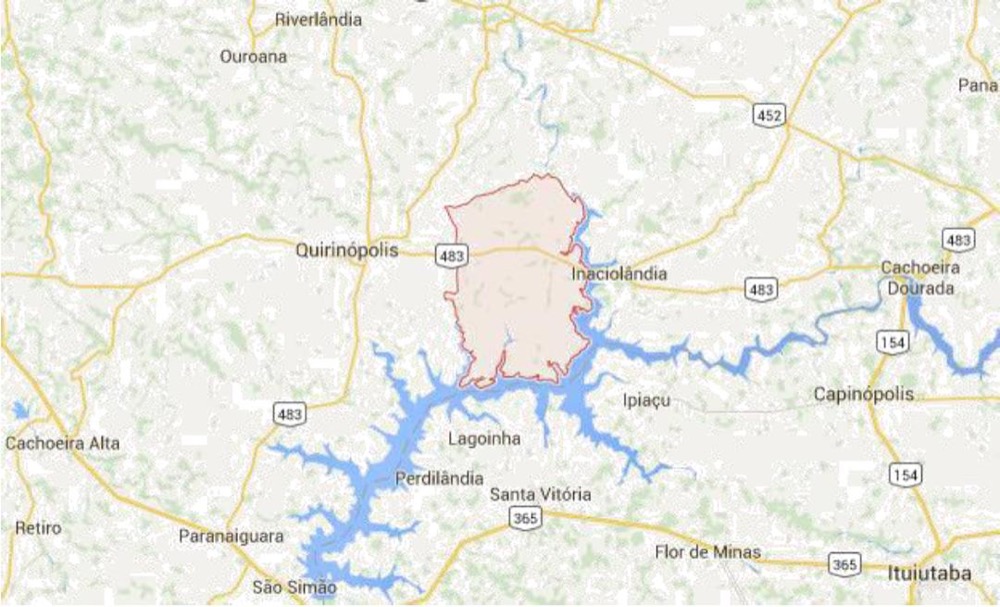 Riverlândia
Ouroana
Pana
452
Quirinópolis
483
483
Inaciolândia
Cachoeira
Dourada
483
154
Ipiaçu
Capinópolis
483
Cachoeira Alta
Lagoinha
Perdilândia
154
Santa Vitória
365
Retiro
Paranaiguara
Flor de Minas
365
Ituiutaba
São Simão